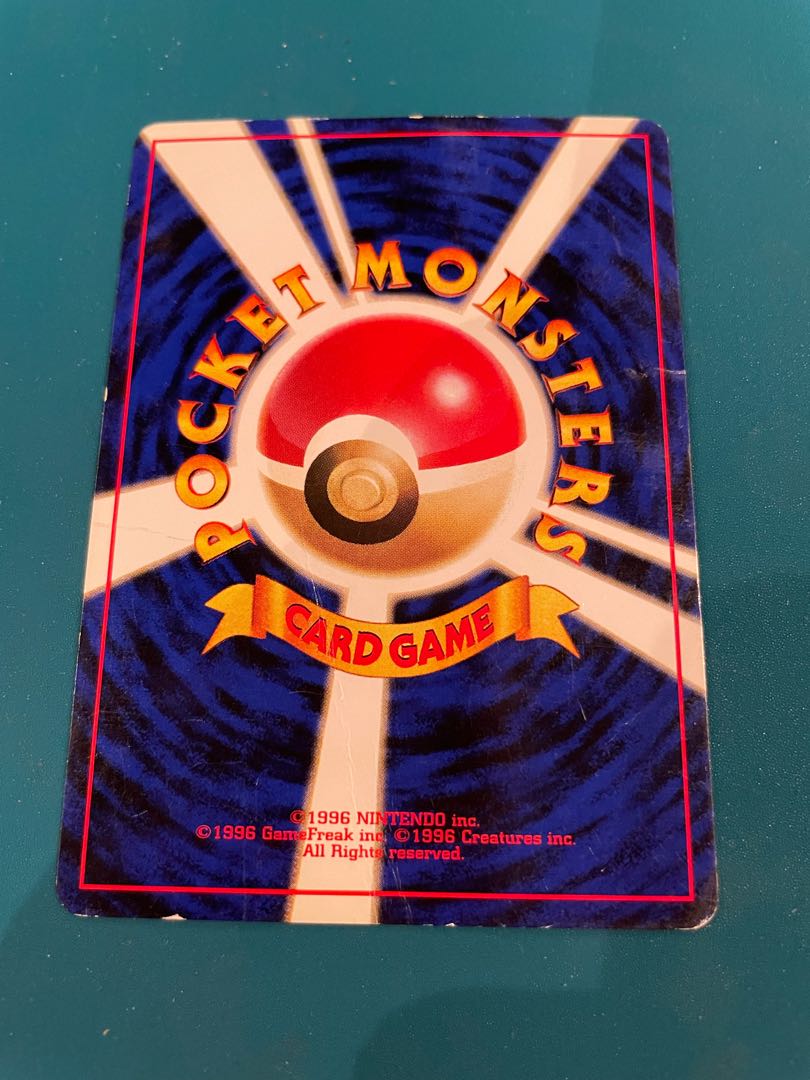 POCKET MONSTERS
CARD GAME
©1996 NINTENDO inc.
©1996 GameFreak inc. ©1996 Creatures inc.
All Rights reserved.